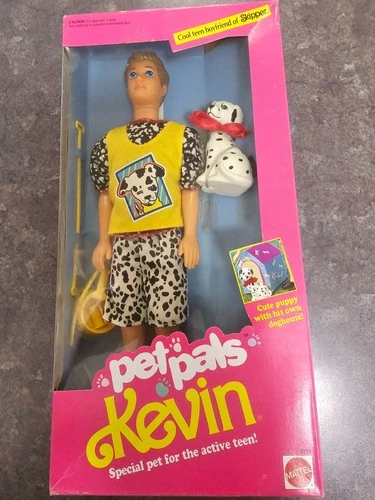 CAUTION:
Cool teen boyfriend of Skipper
Cute puppy
with his own
doghouse!
pet pals
Kevin
Special pet for the active teen!
MATTEL